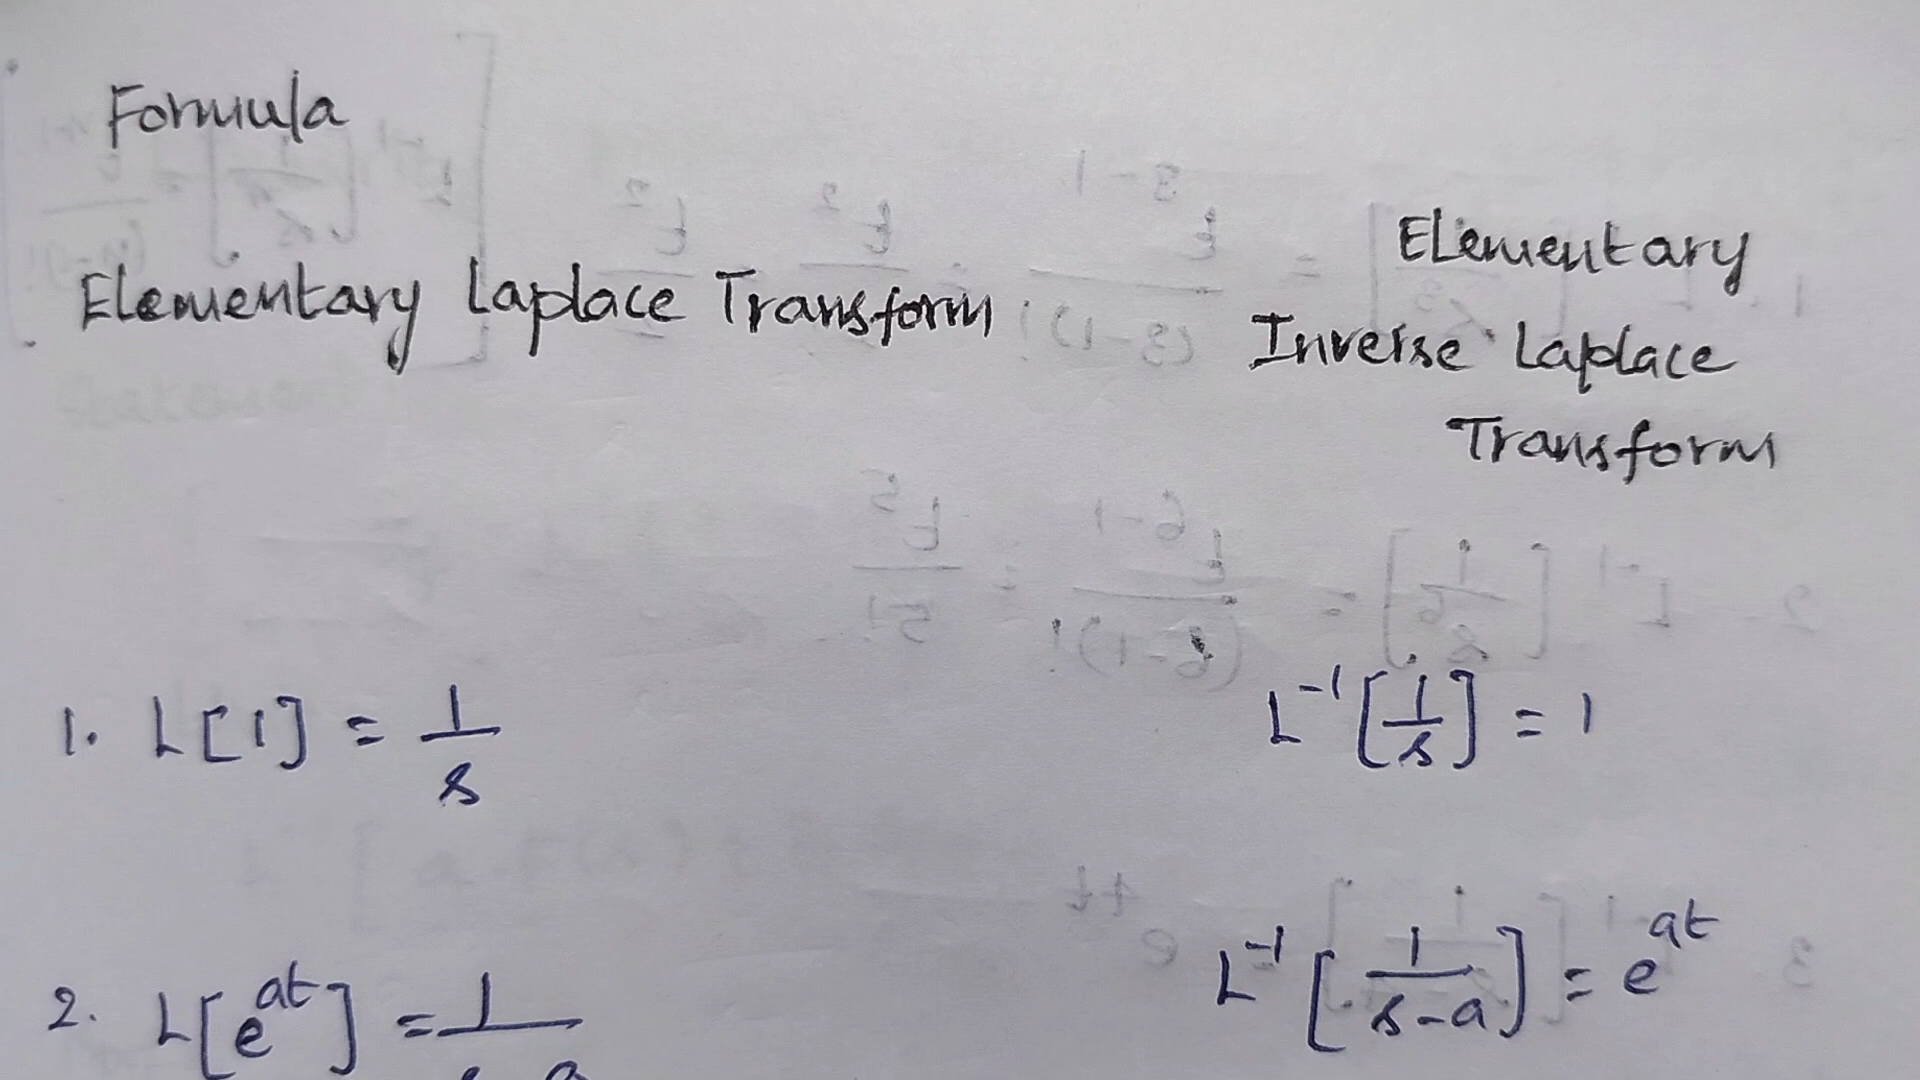 Formula
Elementary Laplace Transform
Elementary
Inverse Laplace
Transform
1. L[1] = 1/s
L⁻¹[1/s] = 1
2. L[e^at] = 1/s-a
L⁻¹[1/s-a] = e^at